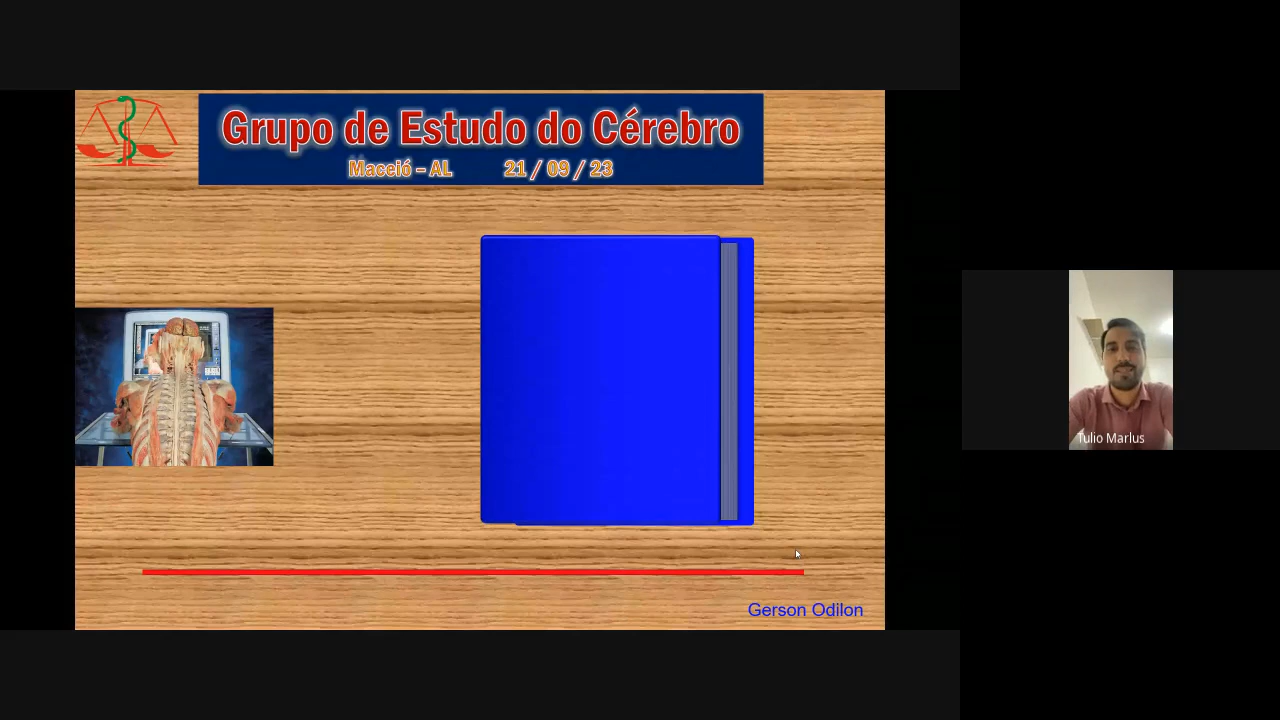 Grupo de Estudo do Cérebro
Maceió – AL 21 / 09 / 23
Tulio Marlus
Gerson Odilon